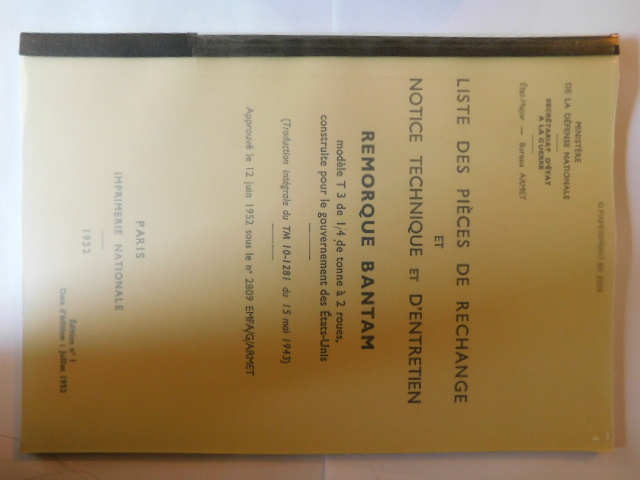 MINISTÈRE
DE LA DÉFENSE NATIONALE
SECRÉTARIAT D'ÉTAT
À LA GUERRE
État-Major — Bureau ARMET
LISTE DES PIÈCES DE RECHANGE
ET
NOTICE TECHNIQUE ET D'ENTRETIEN
REMORQUE BANTAM
modèle T 3 de 1/4 de tonne à 2 roues,
construite pour le gouvernement des États-Unis
(Traduction intégrale du TM 10-1281 du 15 mai 1943)
Approuvé le 12 juin 1952 sous le n° 2809 EMFA/G/ARMET
PARIS
IMPRIMERIE NATIONALE
1952
Édition n° 1
Date d'édition : Juillet 1952